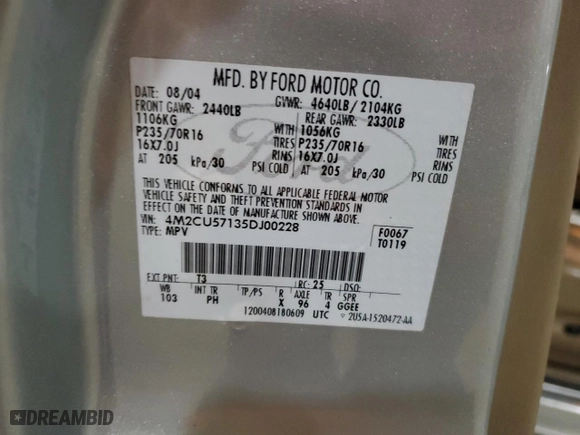 MFD. BY FORD MOTOR CO.
DATE: 08/04 GVWR: 4640LB/ 2104KG
FRONT GAWR: 2440LB REAR GAWR: 2330LB
1106KG 1056KG
P235/70R16 TIRES P235/70R16 TIRES
16X7.0J RIMS 16X7.0J RIMS
AT 205 kPa/30 PSI COLD AT 205 kPa/30 PSI COLD
THIS VEHICLE CONFORMS TO ALL APPLICABLE FEDERAL MOTOR
VEHICLE SAFETY AND THEFT PREVENTION STANDARDS IN
EFFECT ON THE DATE OF MANUFACTURE SHOWN ABOVE.
VIN: 4M2CU57135DJ00228 F0067
TYPE: MPV T0119
Ford
EXT PNT: T3 RC: 25 DSO:
WB INT TR TP/PS R AXLE TR SPR
103 PH X 96 4 GGEE
1200408180609 UTC ▽ 2U5A-1520472-AA
DREAMBID